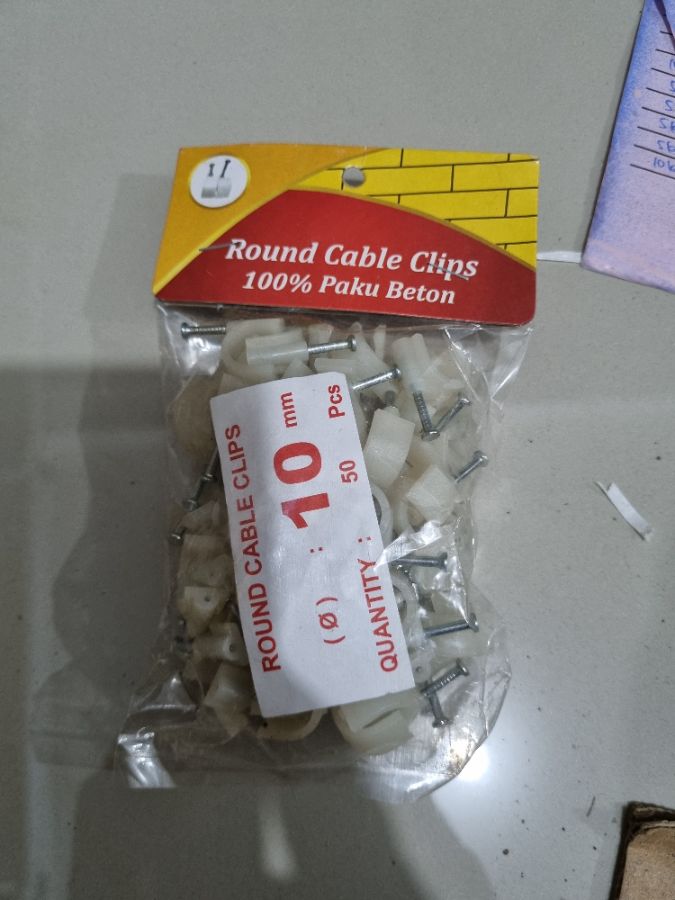 Round Cable Clips
100% Paku Beton
ROUND CABLE CLIPS
(Ø) : 10 mm
QUANTITY : 50 Pcs